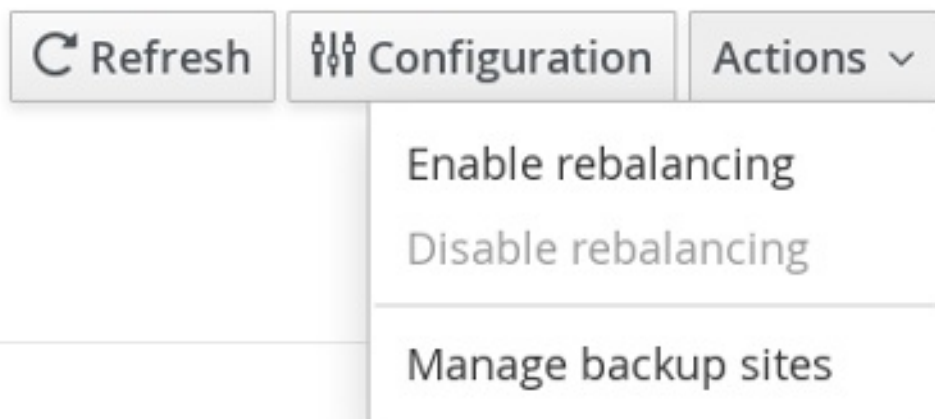 Refresh Configuration Actions
Enable rebalancing
Disable rebalancing
Manage backup sites